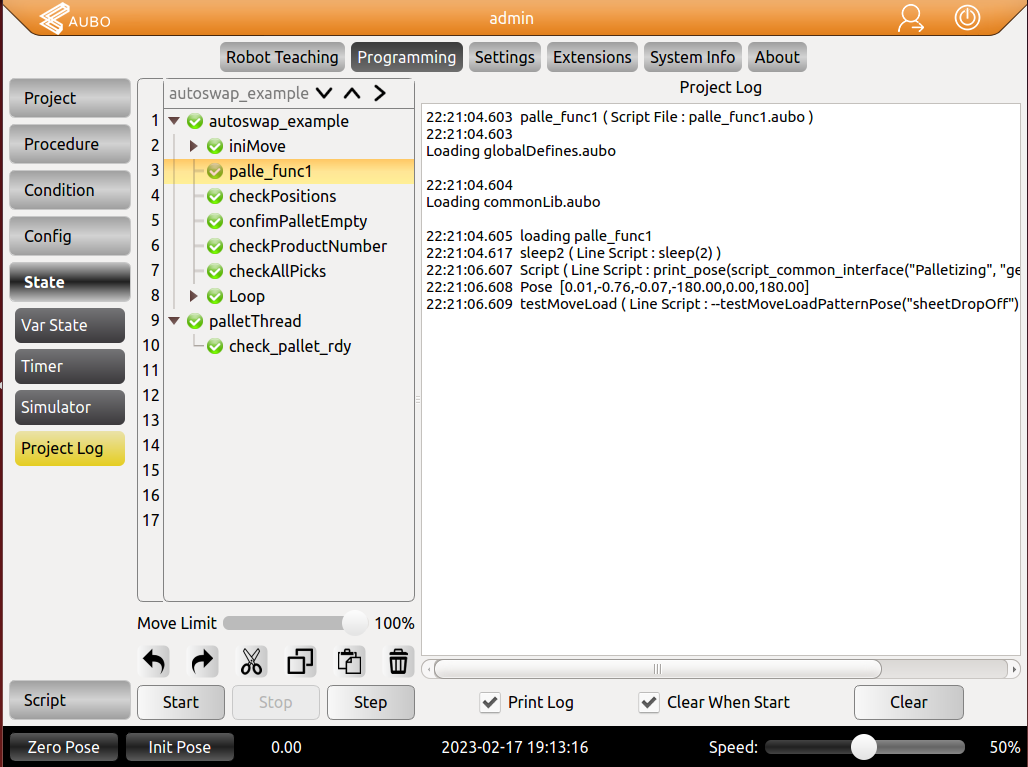 AUBO
admin
Robot Teaching
Programming
Settings
Extensions
System Info
About
Project
Procedure
Condition
Config
State
Var State
Timer
Simulator
Project Log
Script
autoswap_example
1 autoswap_example
2 iniMove
3 palle_func1
4 checkPositions
5 confimPalletEmpty
6 checkProductNumber
7 checkAllPicks
8 Loop
9 palletThread
10 check_pallet_rdy
11
12
13
14
15
16
17
Move Limit 100%
Start
Stop
Step
Project Log
22:21:04.603 palle_func1 ( Script File : palle_func1.aubo )
22:21:04.603
Loading globalDefines.aubo
22:21:04.604
Loading commonLib.aubo
22:21:04.605 loading palle_func1
22:21:04.617 sleep2 ( Line Script : sleep(2) )
22:21:06.607 Script ( Line Script : print_pose(script_common_interface("Palletizing", "ge
22:21:06.608 Pose [0.01,-0.76,-0.07,-180.00,0.00,180.00]
22:21:06.609 testMoveLoad ( Line Script : --testMoveLoadPatternPose("sheetDropOff")
Print Log
Clear When Start
Clear
Zero Pose
Init Pose
0.00
2023-02-17 19:13:16
Speed:
50%